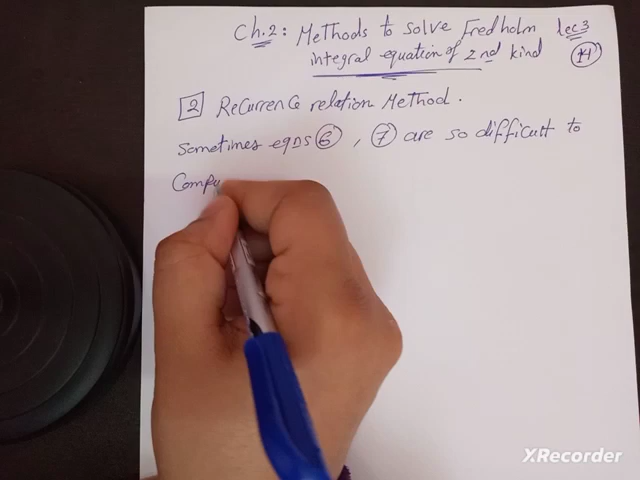 Ch.2: Methods to solve Fredholm lec 3
integral equation of 2nd kind 14
2 Recurrence relation Method.
Sometimes eqns 6, 7 are so difficult to
Compu
XRecorder